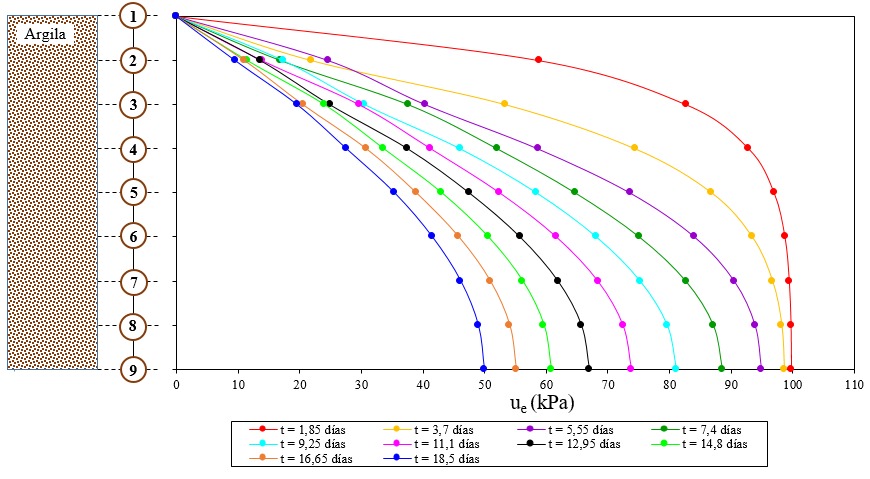 Argila
1
2
3
4
5
6
7
8
9
0 10 20 30 40 50 60 70 80 90 100 110
ue (kPa)
t = 1,85 días t = 3,7 días t = 5,55 días t = 7,4 días
t = 9,25 días t = 11,1 días t = 12,95 días t = 14,8 días
t = 16,65 días t = 18,5 días